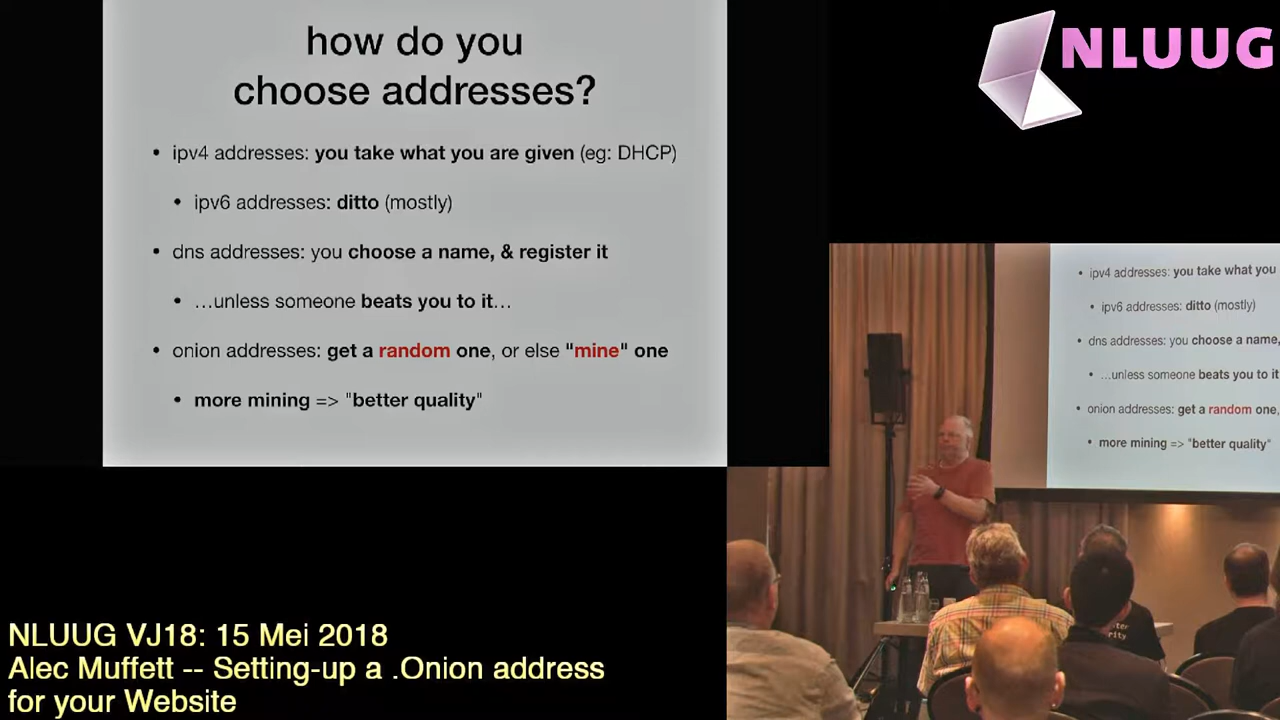 how do you
choose addresses?
• ipv4 addresses: you take what you are given (eg: DHCP)
• ipv6 addresses: ditto (mostly)
• dns addresses: you choose a name, & register it
• …unless someone beats you to it…
• onion addresses: get a random one, or else "mine" one
• more mining => "better quality"
NLUUG
• ipv4 addresses: you take what you
• ipv6 addresses: ditto (mostly)
• dns addresses: you choose a name,
• …unless someone beats you to it
• onion addresses: get a random one,
• more mining => "better quality"
NLUUG VJ18: 15 Mei 2018
Alec Muffett -- Setting-up a .Onion address
for your Website